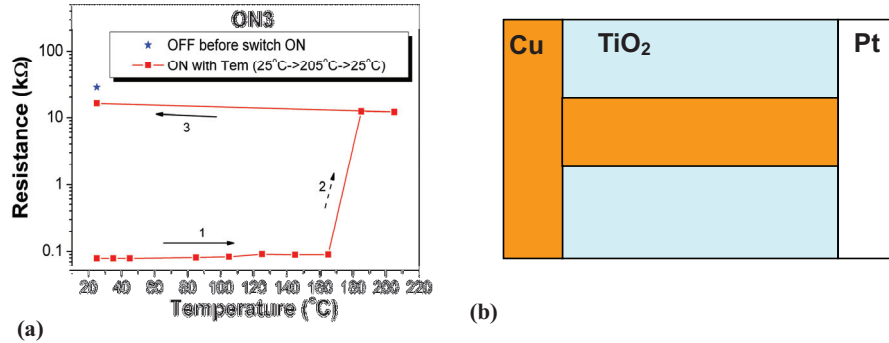 ON3
OFF before switch ON
ON with Tem (25°C->205°C->25°C)
Resistance (kΩ)
100
10
1
0.1
1
2
3
20 40 60 80 100 120 140 160 180 200 220
Temperature (°C)
(a)
Cu
TiO₂
Pt
(b)